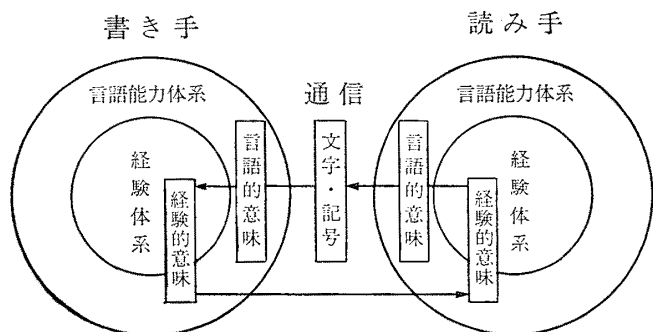 書き手
読み手
言語能力体系
通信
言語能力体系
経験体系
経験的意味
言語的意味
文字・記号
言語的意味
経験的意味
経験体系